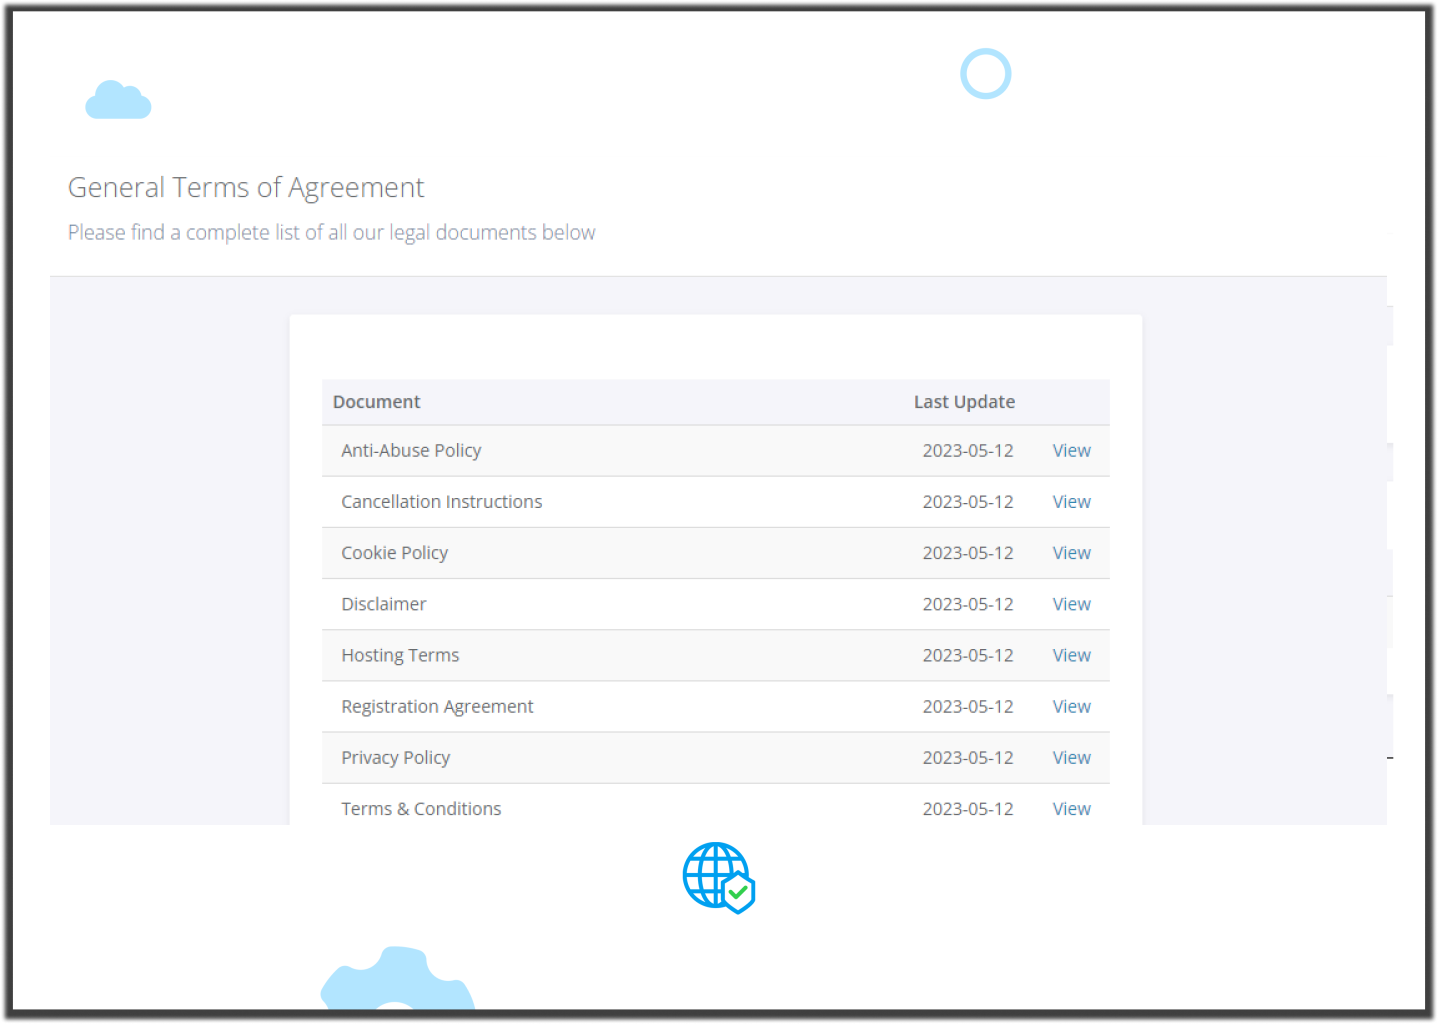 General Terms of Agreement
Please find a complete list of all our legal documents below
Document Last Update
Anti-Abuse Policy 2023-05-12 View
Cancellation Instructions 2023-05-12 View
Cookie Policy 2023-05-12 View
Disclaimer 2023-05-12 View
Hosting Terms 2023-05-12 View
Registration Agreement 2023-05-12 View
Privacy Policy 2023-05-12 View
Terms & Conditions 2023-05-12 View